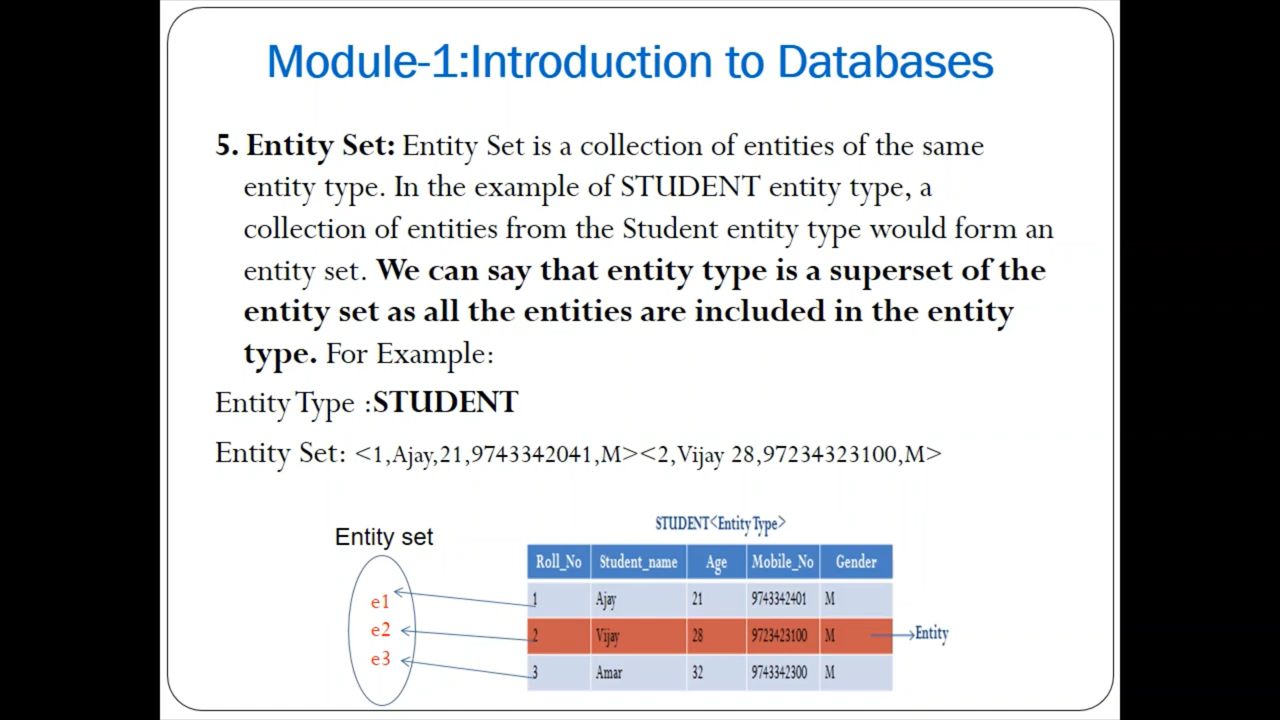 Module-1:Introduction to Databases
5. Entity Set: Entity Set is a collection of entities of the same
entity type. In the example of STUDENT entity type, a
collection of entities from the Student entity type would form an
entity set. We can say that entity type is a superset of the
entity set as all the entities are included in the entity
type. For Example:
Entity Type :STUDENT
Entity Set: <1,Ajay,21,9743342041,M><2,Vijay 28,97234323100,M>
Entity set
e1
e2
e3
STUDENT<Entity Type>
Roll_No Student_name Age Mobile_No Gender
1 Ajay 21 9743342401 M
2 Vijay 28 9723423100 M
Entity
3 Amar 32 9743342300 M